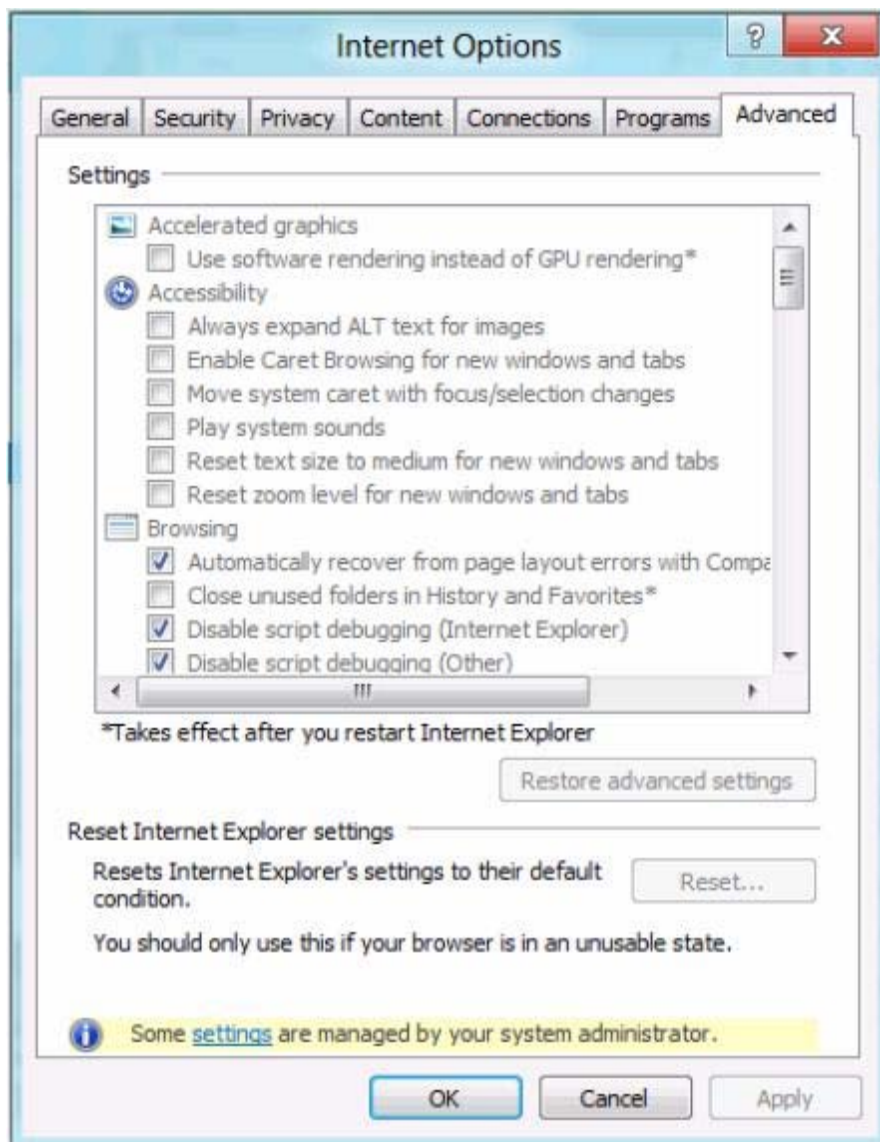 Internet Options
General Security Privacy Content Connections Programs Advanced
Settings
Accelerated graphics
Use software rendering instead of GPU rendering*
Accessibility
Always expand ALT text for images
Enable Caret Browsing for new windows and tabs
Move system caret with focus/selection changes
Play system sounds
Reset text size to medium for new windows and tabs
Reset zoom level for new windows and tabs
Browsing
Automatically recover from page layout errors with Compa
Close unused folders in History and Favorites*
Disable script debugging (Internet Explorer)
Disable script debugging (Other)
*Takes effect after you restart Internet Explorer
Restore advanced settings
Reset Internet Explorer settings
Resets Internet Explorer's settings to their default
condition.
Reset...
You should only use this if your browser is in an unusable state.
Some settings are managed by your system administrator.
OK Cancel Apply